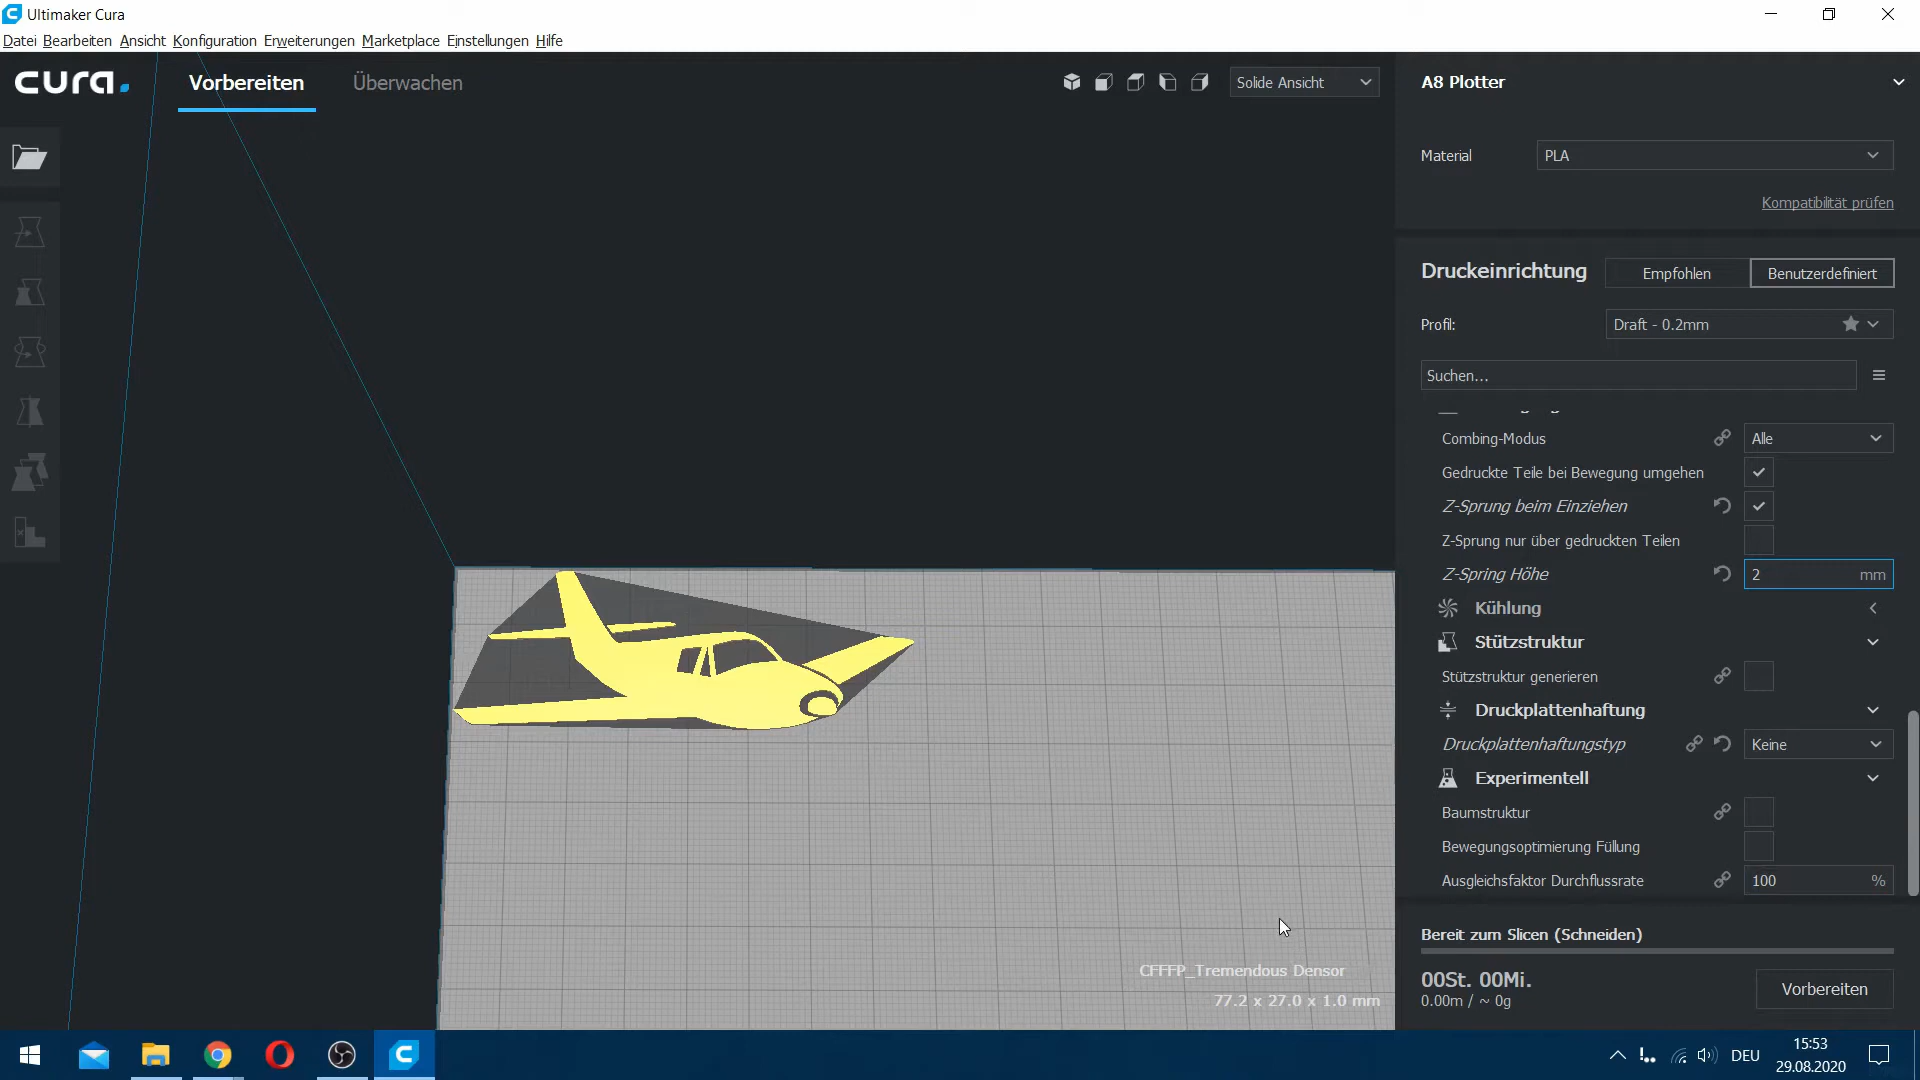 Ultimaker Cura
Datei Bearbeiten Ansicht Konfiguration Erweiterungen Marketplace Einstellungen Hilfe
cura.
Vorbereiten
Überwachen
Solide Ansicht
A8 Plotter
Material
PLA
Kompatibilität prüfen
Druckeinrichtung
Empfohlen
Benutzerdefiniert
Profil:
Draft - 0.2mm
Suchen...
Combing-Modus
Alle
Gedruckte Teile bei Bewegung umgehen
Z-Sprung beim Einziehen
Z-Sprung nur über gedruckten Teilen
Z-Spring Höhe
2 mm
Kühlung
Stützstruktur
Stützstruktur generieren
Druckplattenhaftung
Druckplattenhaftungstyp
Keine
Experimentell
Baumstruktur
Bewegungsoptimierung Füllung
Ausgleichsfaktor Durchflussrate
100 %
Bereit zum Slicen (Schneiden)
CFFFP_Tremendous Densor
77.2 x 27.0 x 1.0 mm
00St. 00Mi.
0.00m / ~ 0g
Vorbereiten
DEU
15:53
29.08.2020